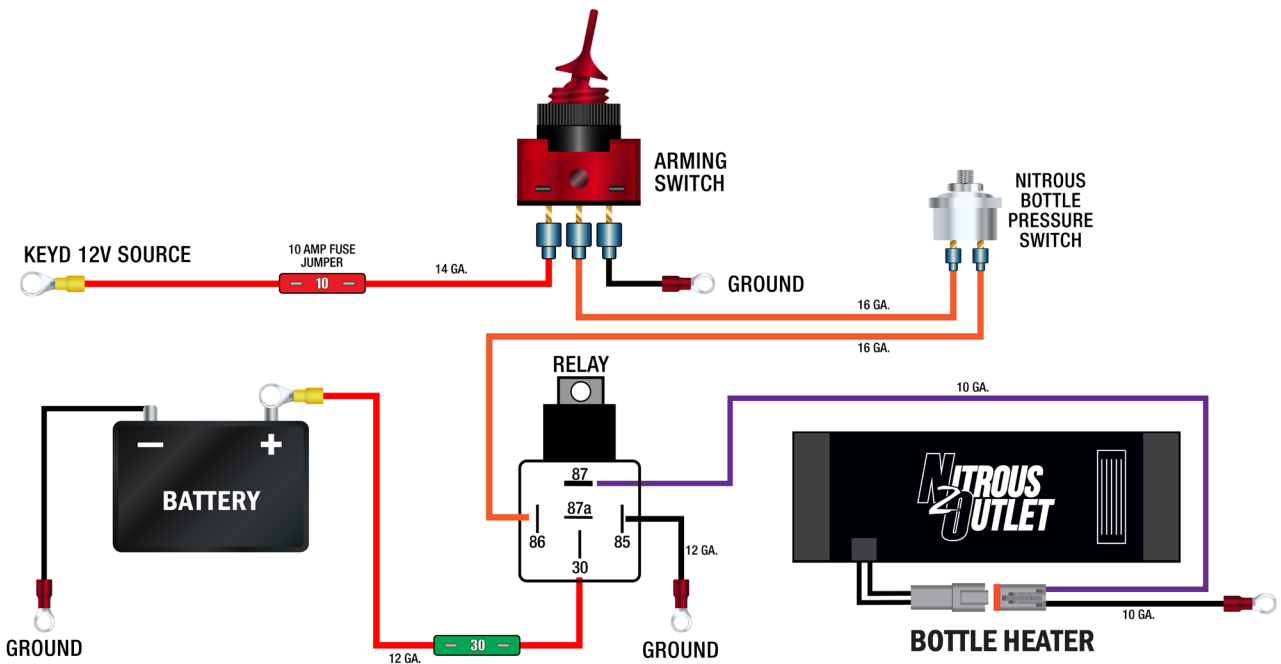 ARMING
SWITCH
NITROUS
BOTTLE
PRESSURE
SWITCH
KEYD 12V SOURCE
10 AMP FUSE
JUMPER
10
14 GA.
GROUND
16 GA.
16 GA.
RELAY
10 GA.
BATTERY
87
87a
86
85
30
12 GA.
NITROUS
2
OUTLET
GROUND
12 GA.
30
GROUND
10 GA.
BOTTLE HEATER